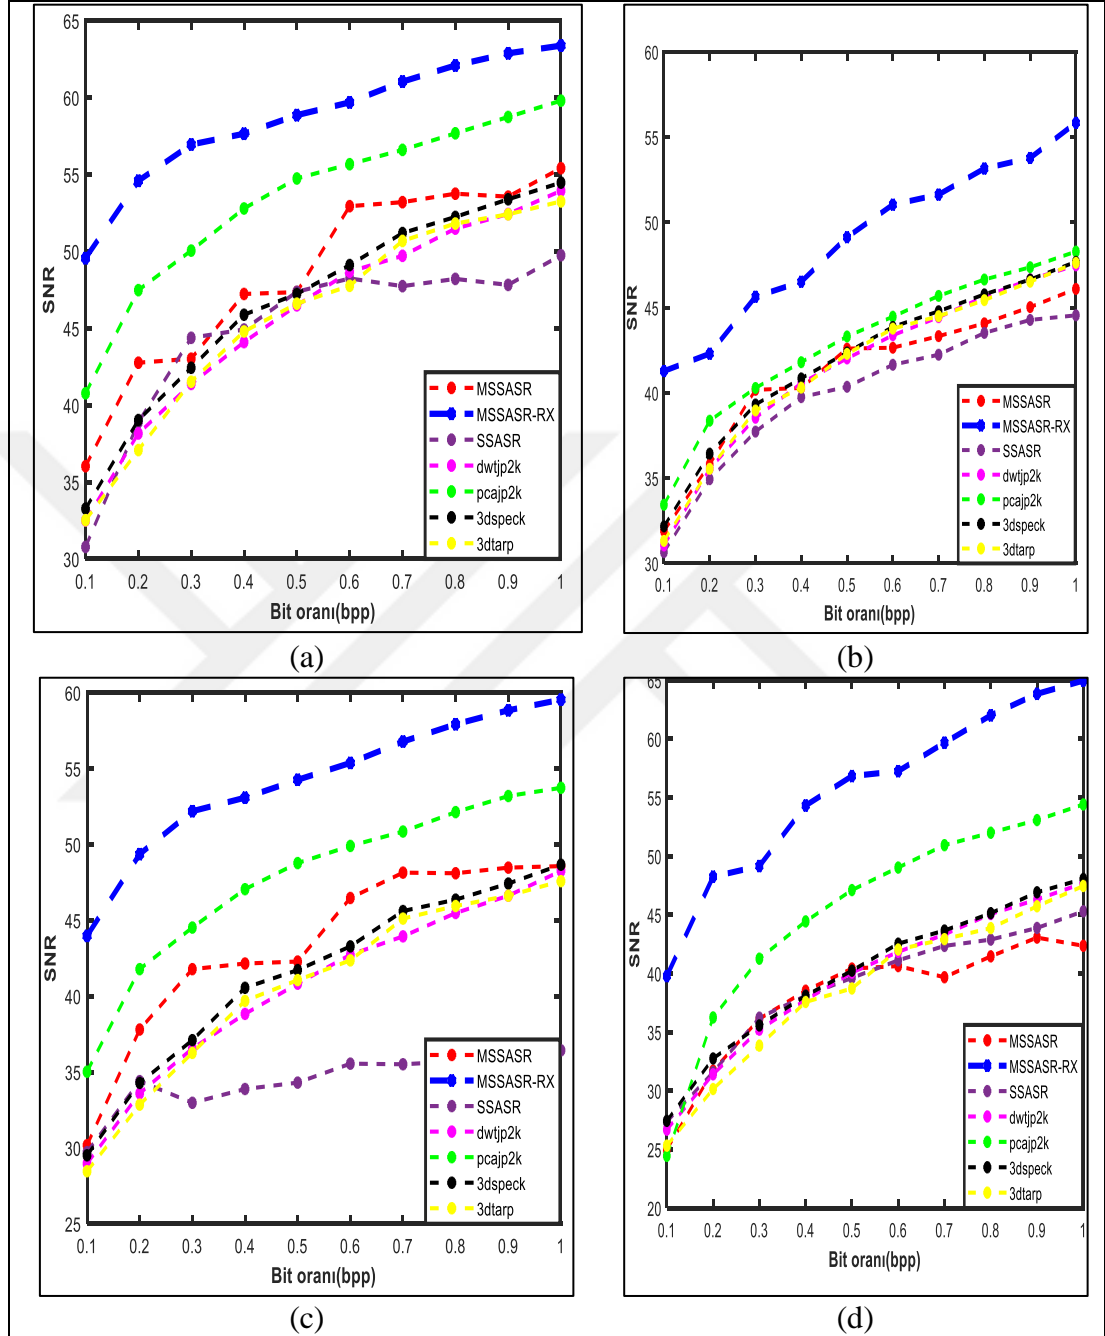 65
60
55
50
45
40
35
30
SNR
0.1 0.2 0.3 0.4 0.5 0.6 0.7 0.8 0.9 1
Bit oranı(bpp)
MSSASR
MSSASR-RX
SSASR
dwtjp2k
pcajp2k
3dspeck
3dtarp
(a)
60
55
50
45
40
35
30
SNR
0.1 0.2 0.3 0.4 0.5 0.6 0.7 0.8 0.9 1
Bit oranı(bpp)
MSSASR
MSSASR-RX
SSASR
dwtjp2k
pcajp2k
3dspeck
3dtarp
(b)
60
55
50
45
40
35
30
25
SNR
0.1 0.2 0.3 0.4 0.5 0.6 0.7 0.8 0.9 1
Bit oranı(bpp)
MSSASR
MSSASR-RX
SSASR
dwtjp2k
pcajp2k
3dspeck
3dtarp
(c)
65
60
55
50
45
40
35
30
25
20
SNR
0.1 0.2 0.3 0.4 0.5 0.6 0.7 0.8 0.9 1
Bit oranı(bpp)
MSSASR
MSSASR-RX
SSASR
dwtjp2k
pcajp2k
3dspeck
3dtarp
(d)